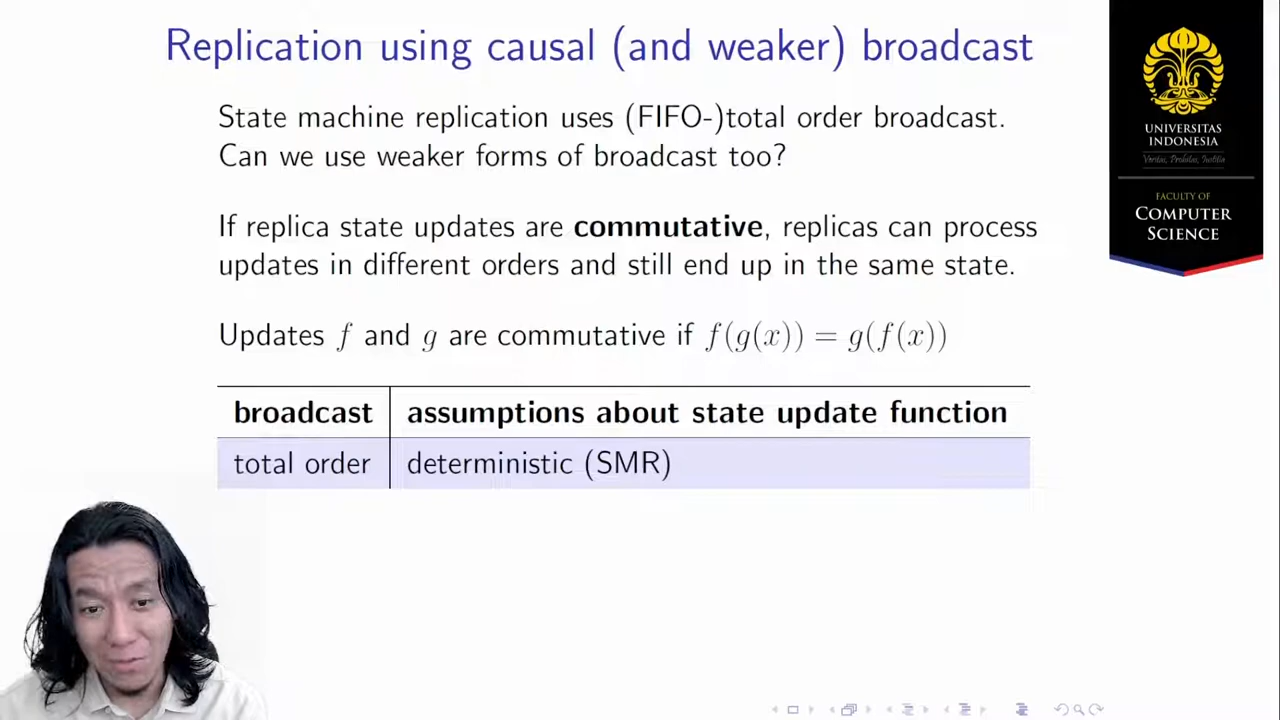 Replication using causal (and weaker) broadcast
State machine replication uses (FIFO-)total order broadcast.
Can we use weaker forms of broadcast too?
If replica state updates are commutative, replicas can process
updates in different orders and still end up in the same state.
Updates f and g are commutative if f(g(x)) = g(f(x))
broadcast assumptions about state update function
total order deterministic (SMR)
UNIVERSITAS
INDONESIA
Veritas, Probitas, Iustitia
FACULTY OF
COMPUTER
SCIENCE